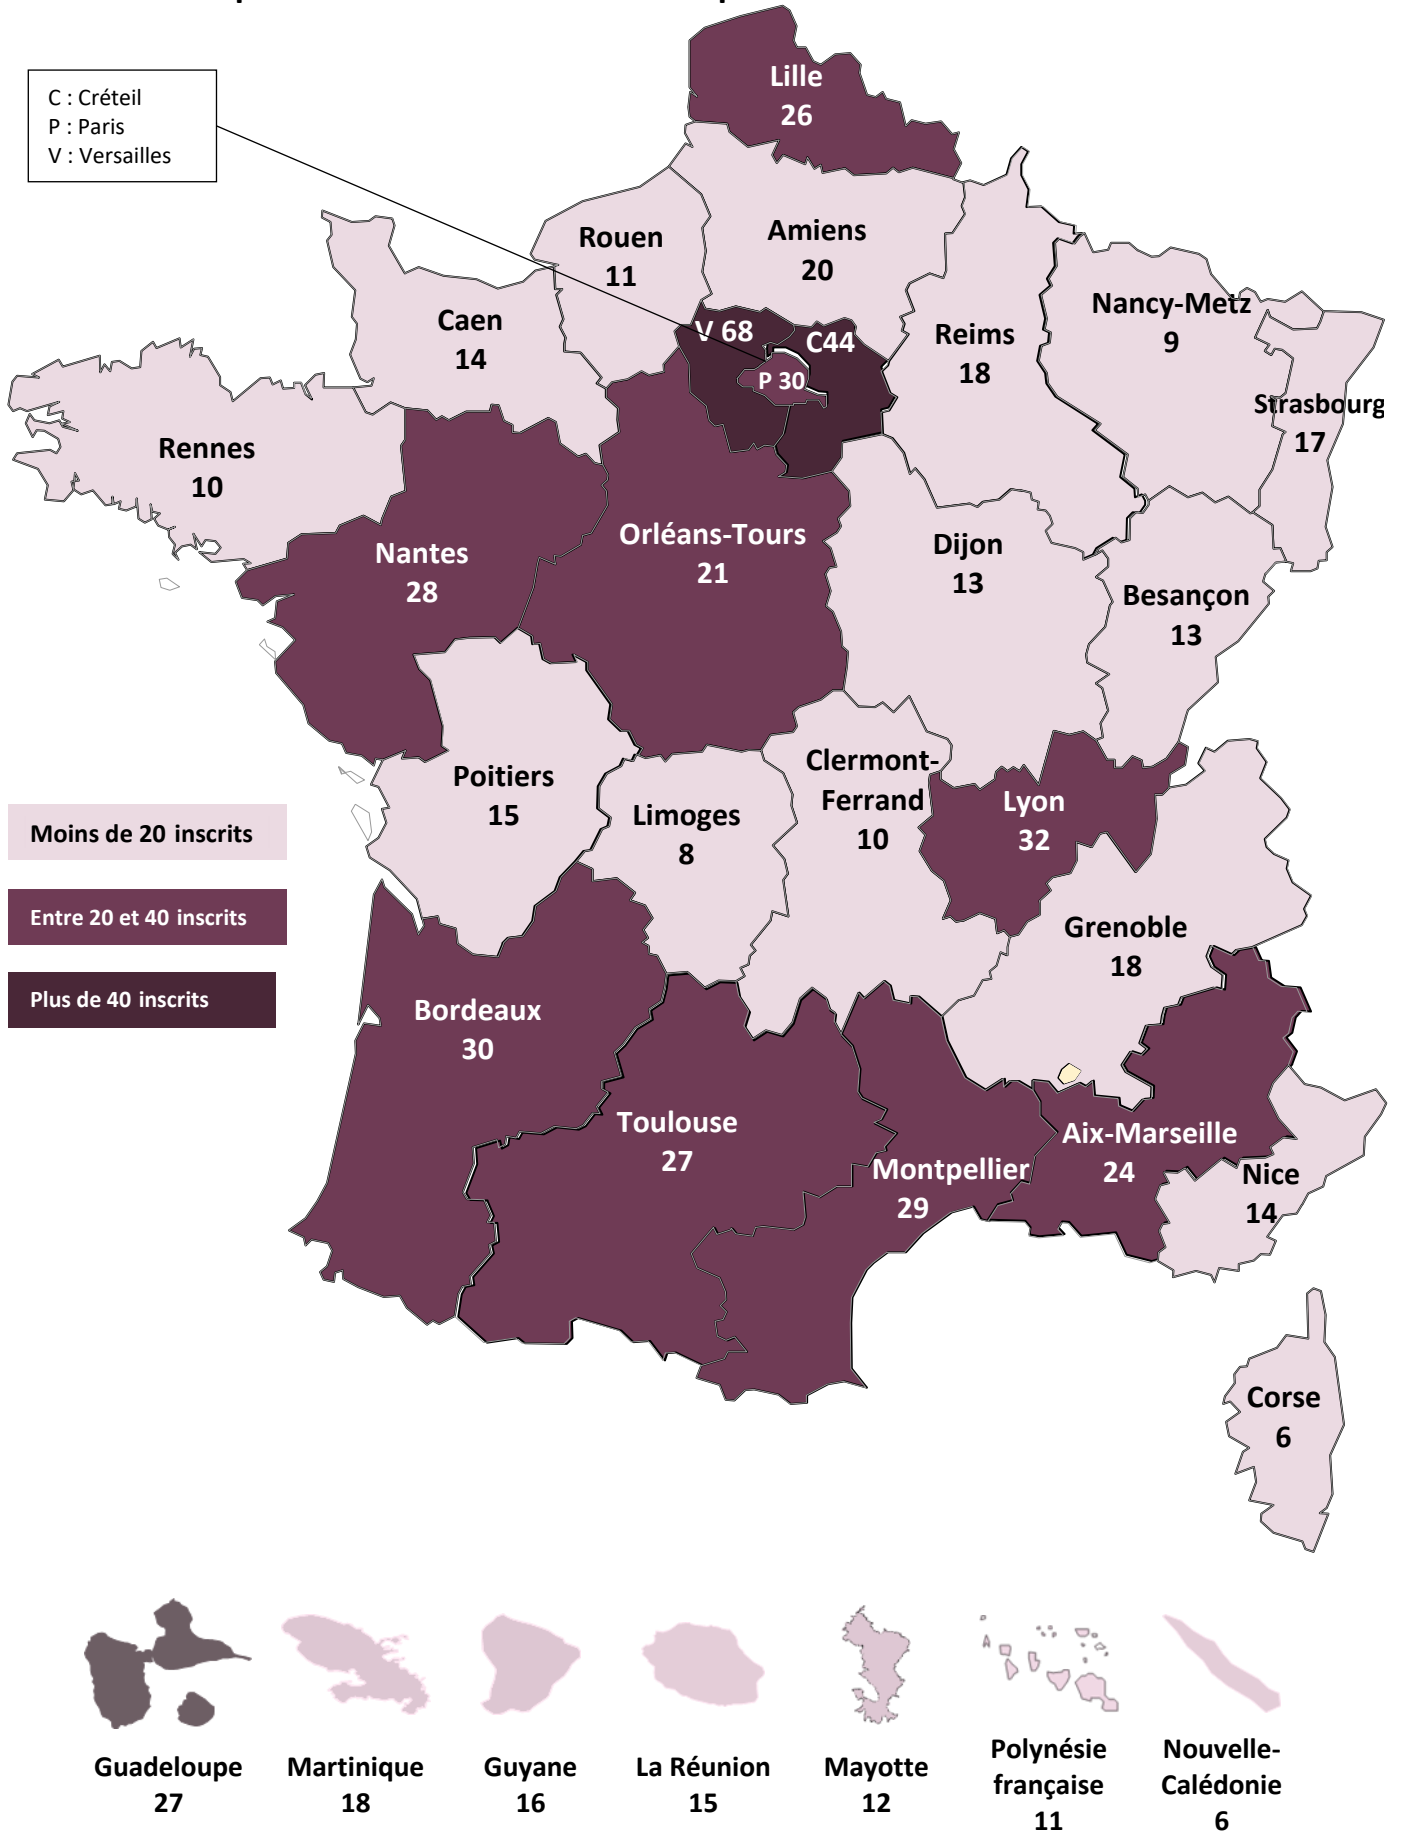 C : Créteil
P : Paris
V : Versailles
Lille
26
Rouen
11
Amiens
20
Caen
14
V 68
C44
P 30
Reims
18
Nancy-Metz
9
Strasbourg
17
Rennes
10
Nantes
28
Orléans-Tours
21
Dijon
13
Besançon
13
Poitiers
15
Limoges
8
Clermont-
Ferrand
10
Lyon
32
Moins de 20 inscrits
Entre 20 et 40 inscrits
Plus de 40 inscrits
Grenoble
18
Bordeaux
30
Toulouse
27
Montpellier
29
Aix-Marseille
24
Nice
14
Corse
6
Guadeloupe
27
Martinique
18
Guyane
16
La Réunion
15
Mayotte
12
Polynésie
française
11
Nouvelle-
Calédonie
6